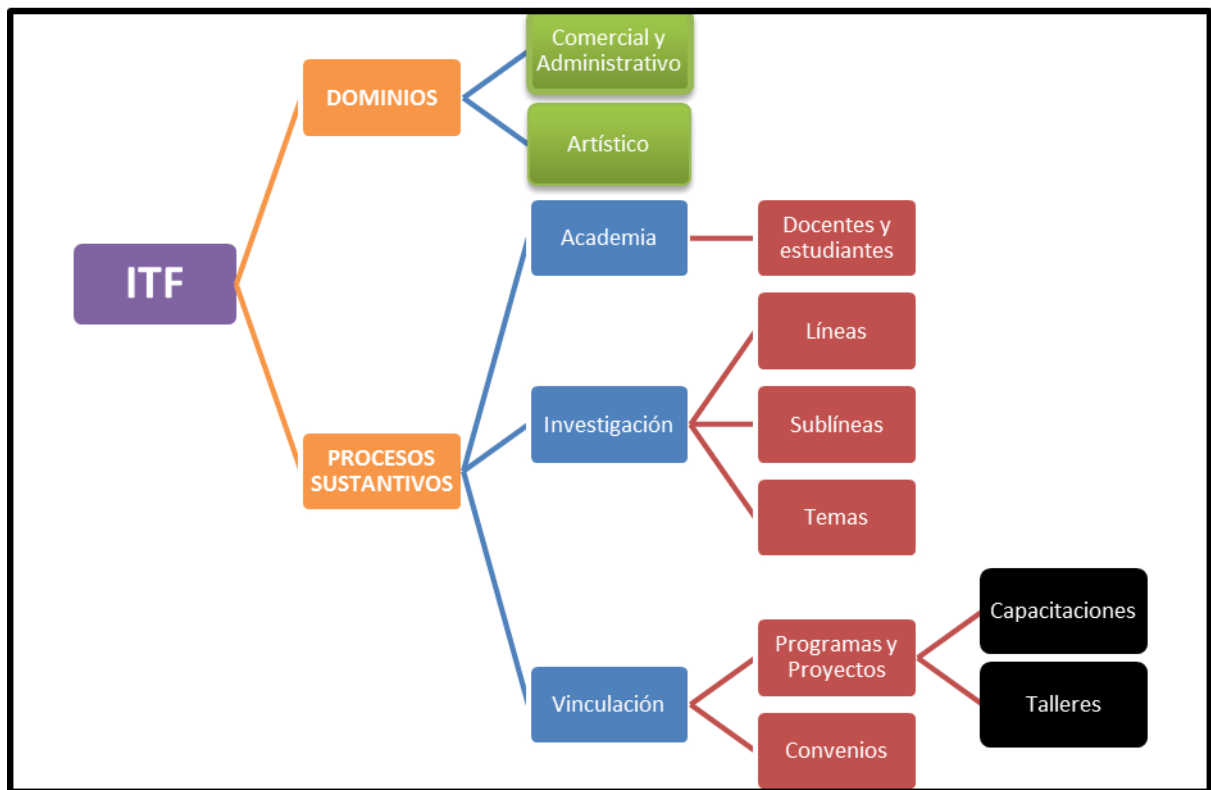 Comercial y
Administrativo
DOMINIOS
Artístico
Academia
Docentes y
estudiantes
ITF
Líneas
Investigación
Sublíneas
PROCESOS
SUSTANTIVOS
Temas
Capacitaciones
Programas y
Proyectos
Vinculación
Talleres
Convenios